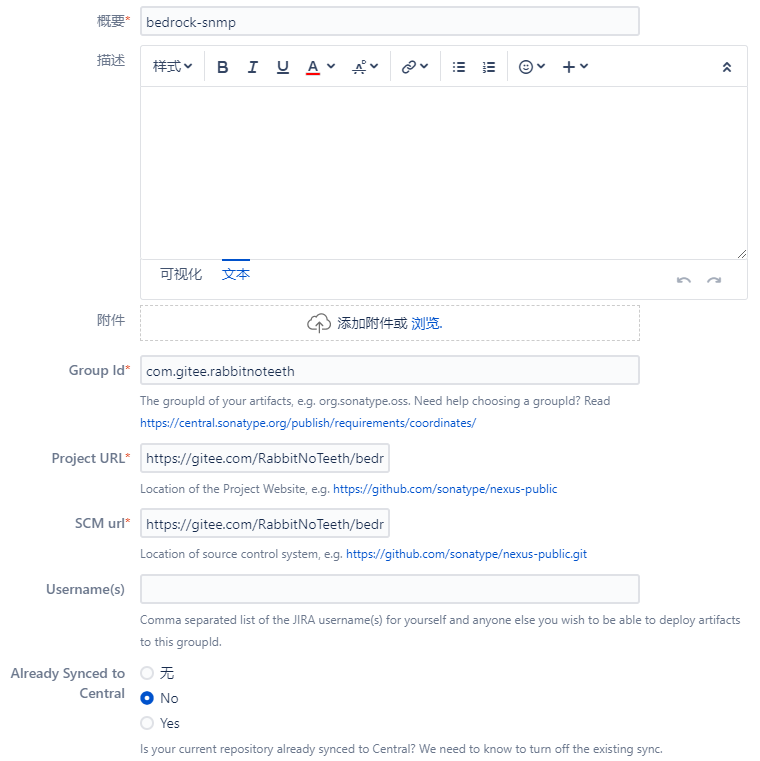 概要* bedrock-snmp
描述
样式 B I U A
可视化 文本
附件 添加附件或 浏览.
Group Id* com.gitee.rabbitnoteeth
The groupId of your artifacts, e.g. org.sonatype.oss. Need help choosing a groupId? Read
https://central.sonatype.org/publish/requirements/coordinates/
Project URL* https://gitee.com/RabbitNoTeeth/bedr
Location of the Project Website, e.g. https://github.com/sonatype/nexus-public
SCM url* https://gitee.com/RabbitNoTeeth/bedr
Location of source control system, e.g. https://github.com/sonatype/nexus-public.git
Username(s)
Comma separated list of the JIRA username(s) for yourself and anyone else you wish to be able to deploy artifacts
to this groupId.
Already Synced to
Central
无
No
Yes
Is your current repository already synced to Central? We need to know to turn off the existing sync.